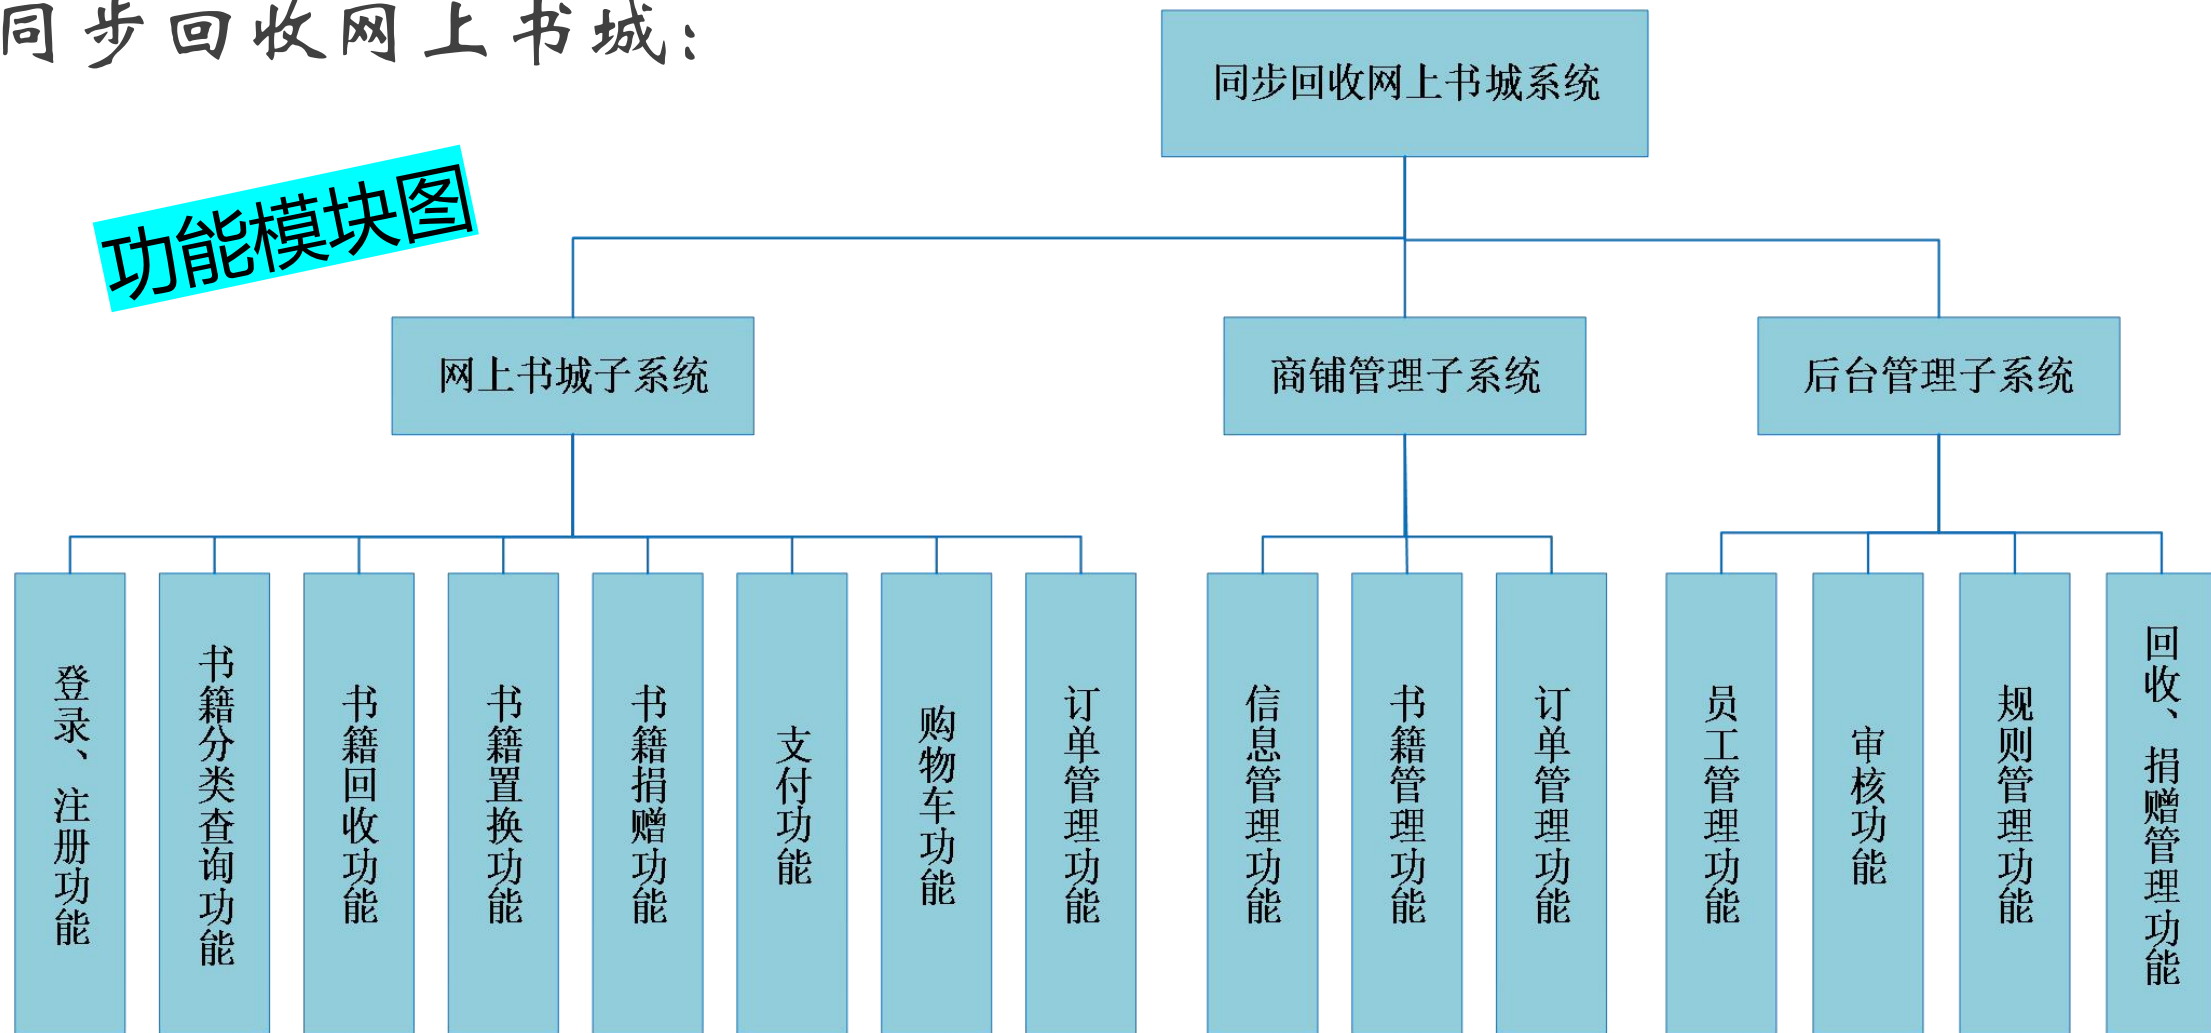 同步回收网上书城：
功能模块图
同步回收网上书城系统
网上书城子系统
商铺管理子系统
后台管理子系统
登录、注册功能
书籍分类查询功能
书籍回收功能
书籍置换功能
书籍捐赠功能
支付功能
购物车功能
订单管理功能
信息管理功能
书籍管理功能
订单管理功能
员工管理功能
审核功能
规则管理功能
回收、捐赠管理功能